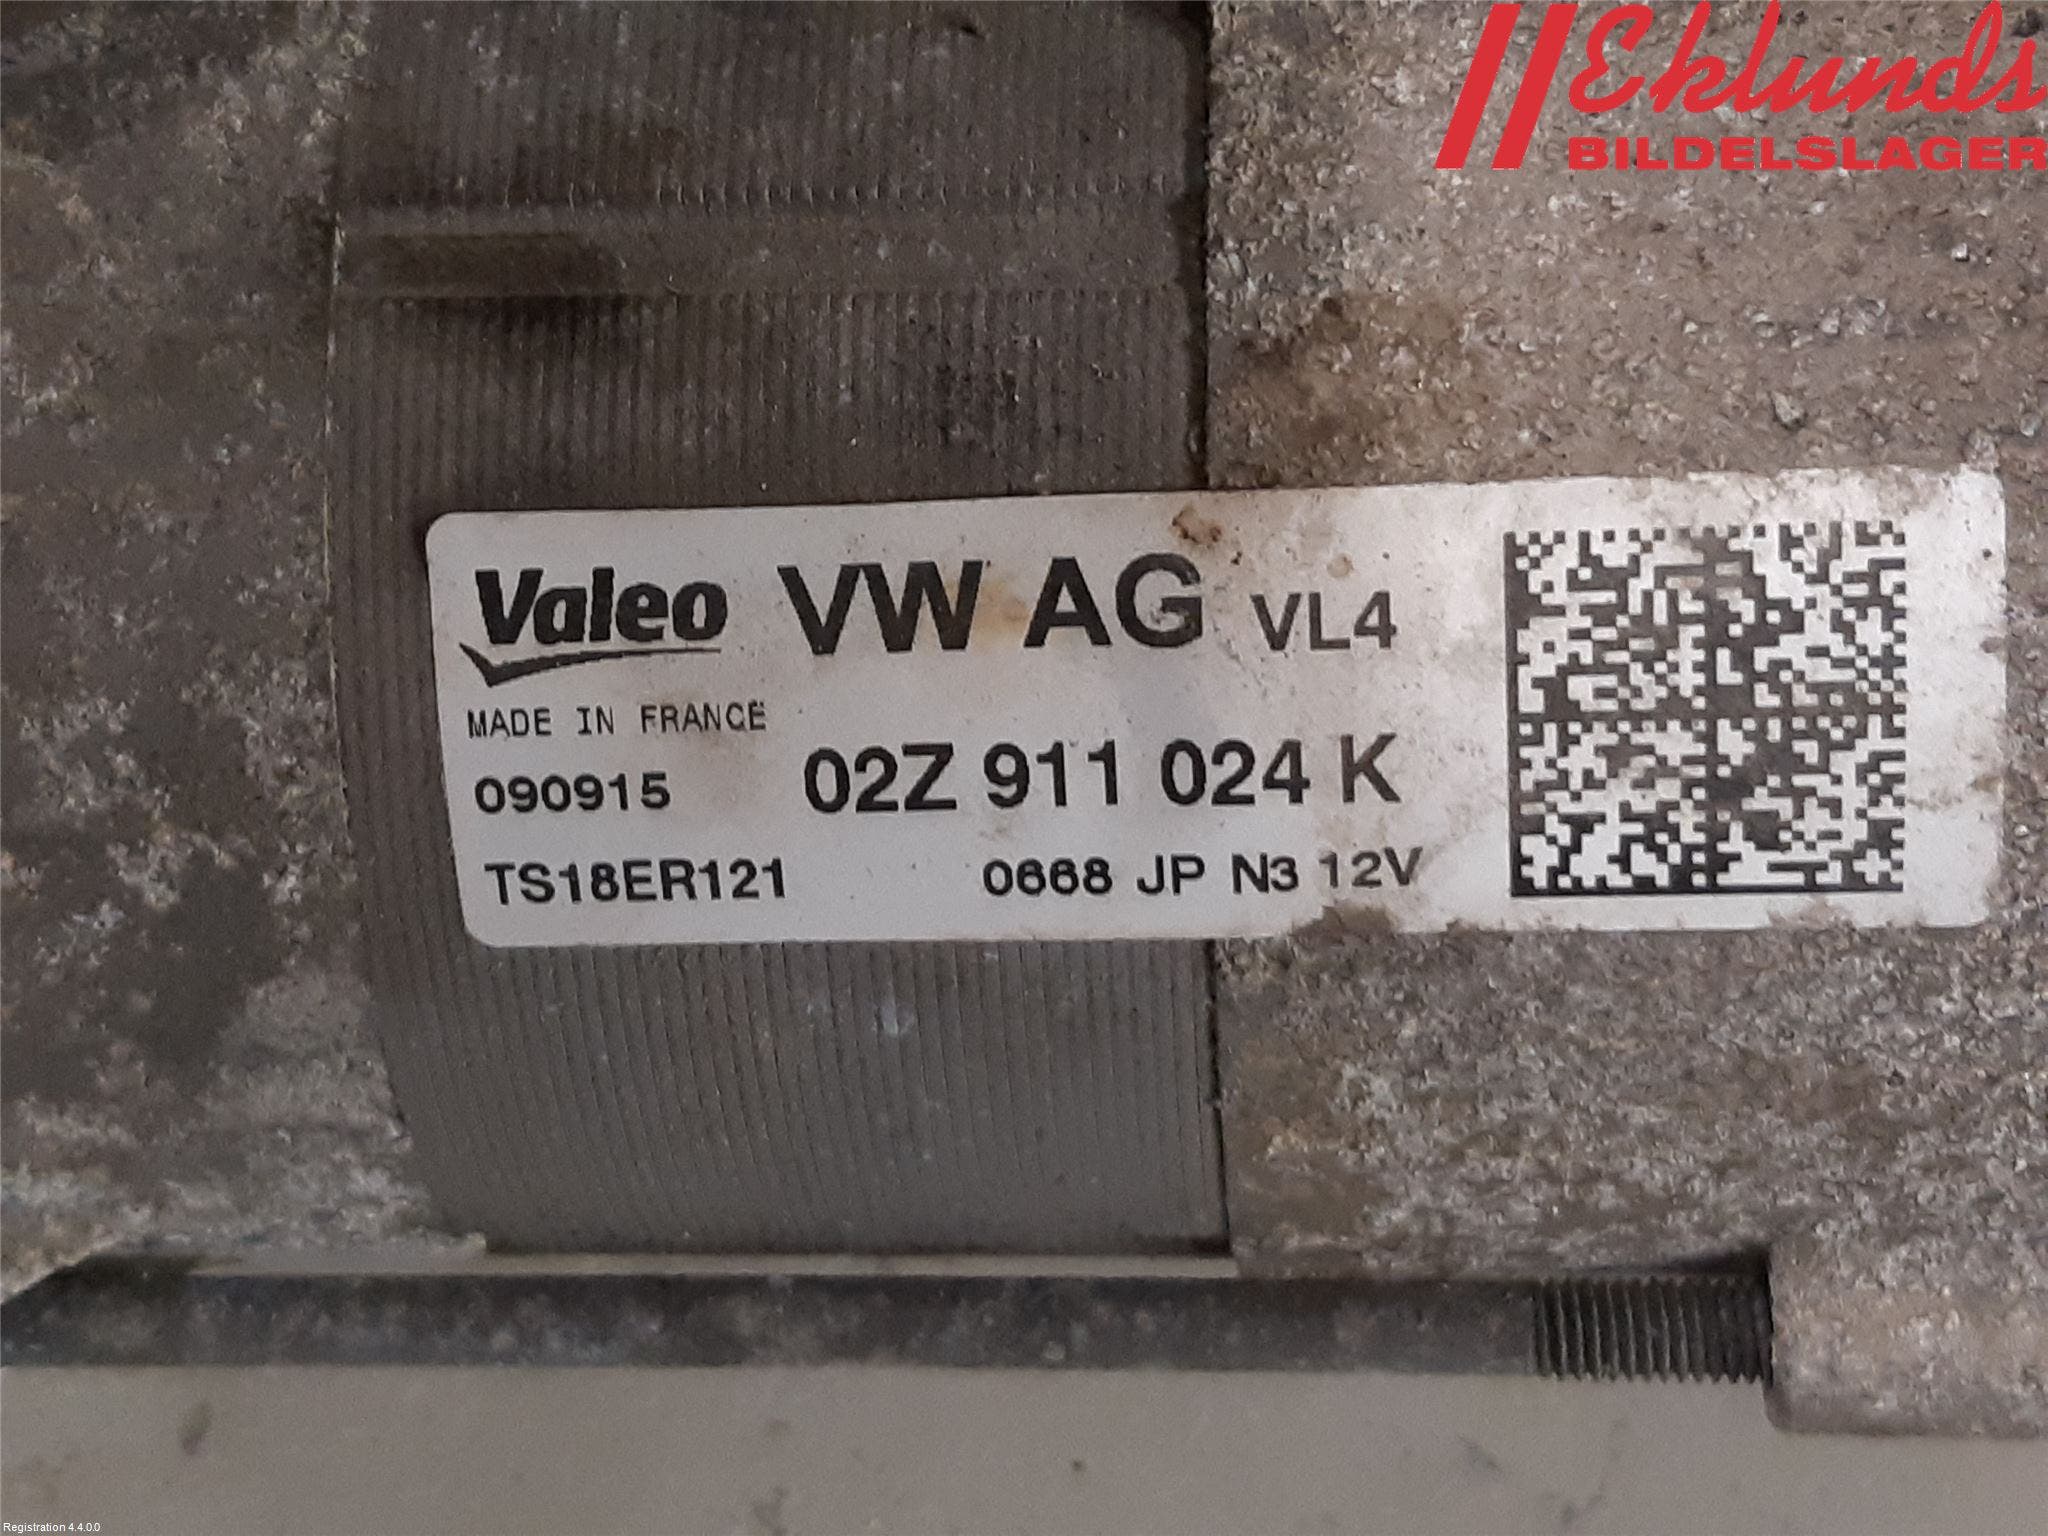 Eklunds
BILDELSLAGER
Valeo VW AG VL4
MADE IN FRANCE
090915 02Z 911 024 K
TS18ER121 0668 JP N3 12V
Registration 4.4.0.0